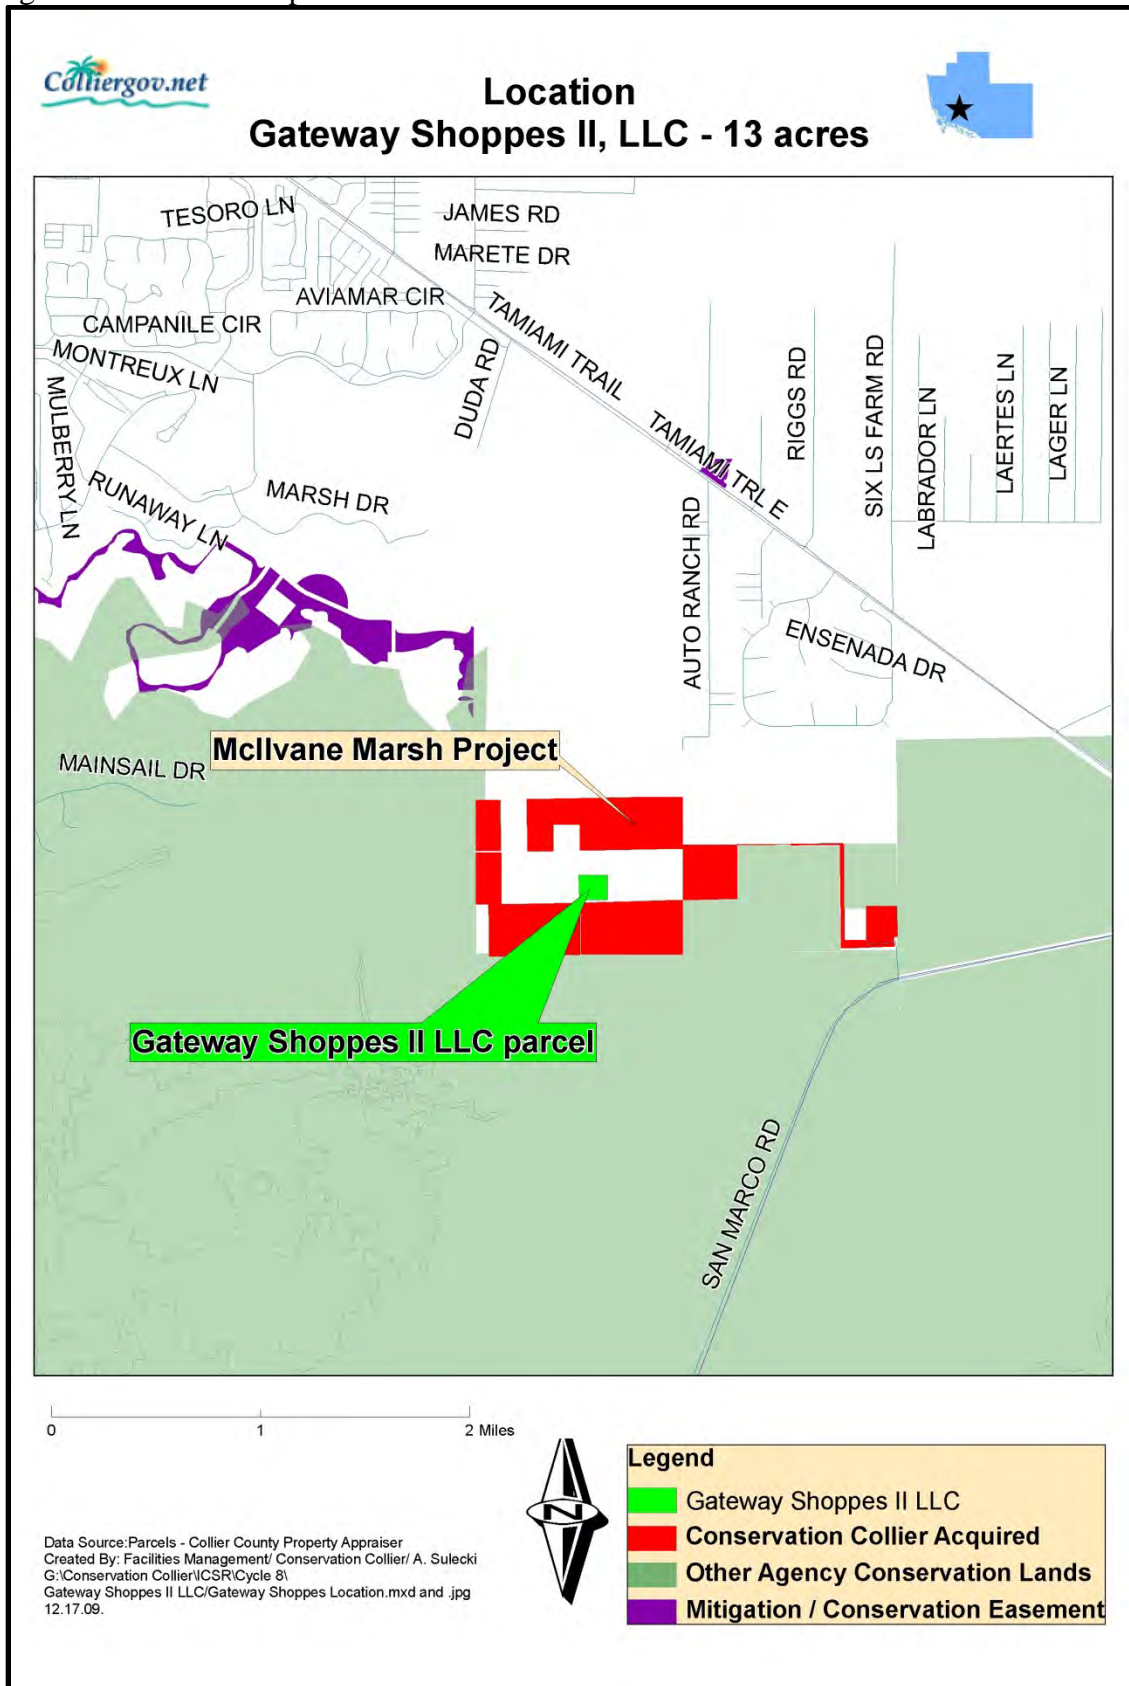 Colliergov.net
Location
Gateway Shoppes II, LLC - 13 acres
TESORO LN
JAMES RD
MARETE DR
AVIAMAR CIR
TAMIAMI TRAIL
CAMPANILE CIR
MONTREUX LN
DUDA RD
MULBERRY LN
TAMIAMI TRL E
RIGGS RD
SIX LS FARM RD
LABRADOR LN
LAERTES LN
LAGER LN
RUNAWAY LN
MARSH DR
AUTO RANCH RD
ENSENADA DR
McIlvane Marsh Project
MAINSAIL DR
Gateway Shoppes II LLC parcel
SAN MARCO RD
0 1 2 Miles
N
Legend
Gateway Shoppes II LLC
Conservation Collier Acquired
Other Agency Conservation Lands
Mitigation / Conservation Easement
Data Source:Parcels - Collier County Property Appraiser
Created By: Facilities Management/ Conservation Collier/ A. Sulecki
G:\Conservation Collier\ICSR\Cycle 8\
Gateway Shoppes II LLC/Gateway Shoppes Location.mxd and .jpg
12.17.09.